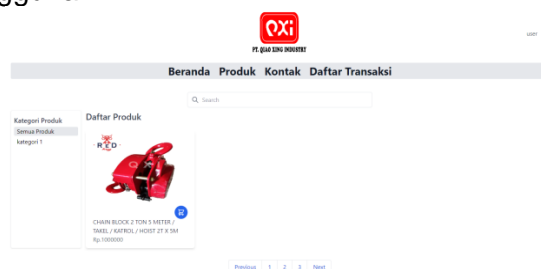 QXi
PT. QIAO XING INDUSTRY
user
Beranda Produk Kontak Daftar Transaksi
Search
Kategori Produk
Semua Produk
kategori 1
Daftar Produk
RED
CHAIN BLOCK 2 TON 5 METER /
TAKEL / KATROL / HOIST 2T X 5M
Rp.1000000
Previous 1 2 3 Next